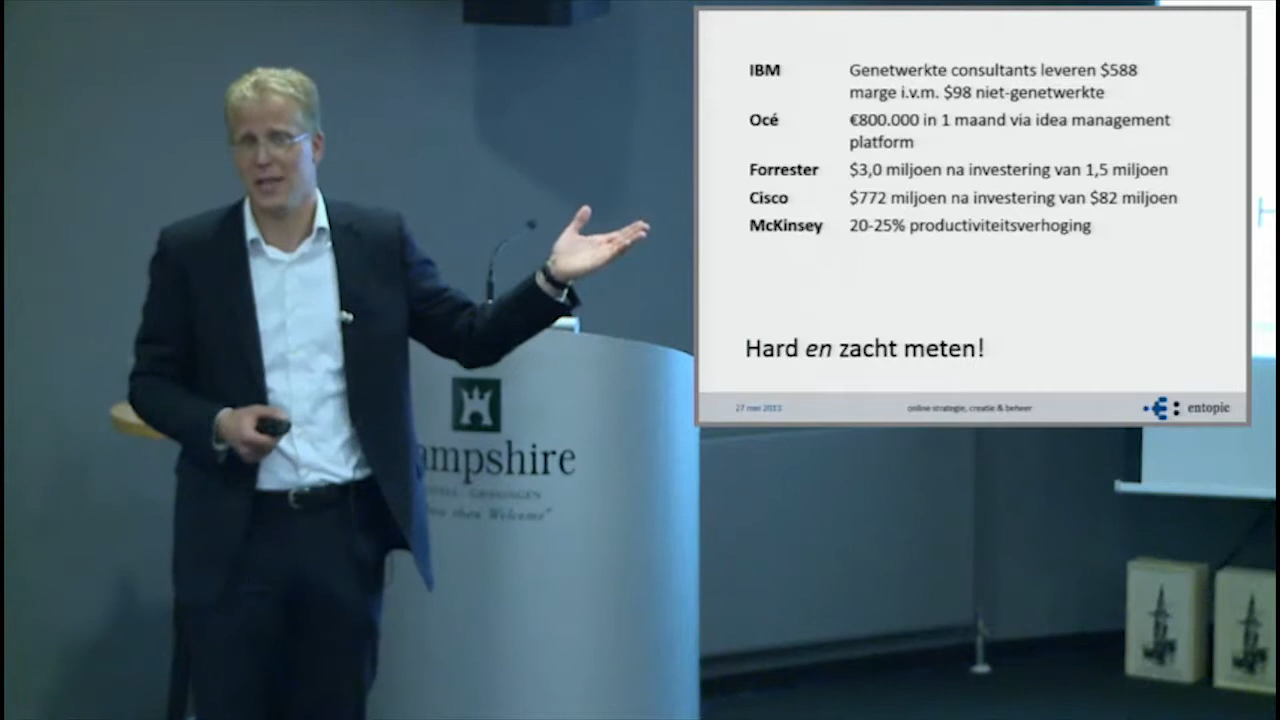 IBM Genetwerkte consultants leveren $588
marge i.v.m. $98 niet-genetwerkte
Océ €800.000 in 1 maand via idea management
platform
Forrester $3,0 miljoen na investering van 1,5 miljoen
Cisco $772 miljoen na investering van $82 miljoen
McKinsey 20-25% productiviteitsverhoging
Hard en zacht meten!
27 mei 2013 online strategie, creatie & beheer entopic
ampshire
then Welcome"